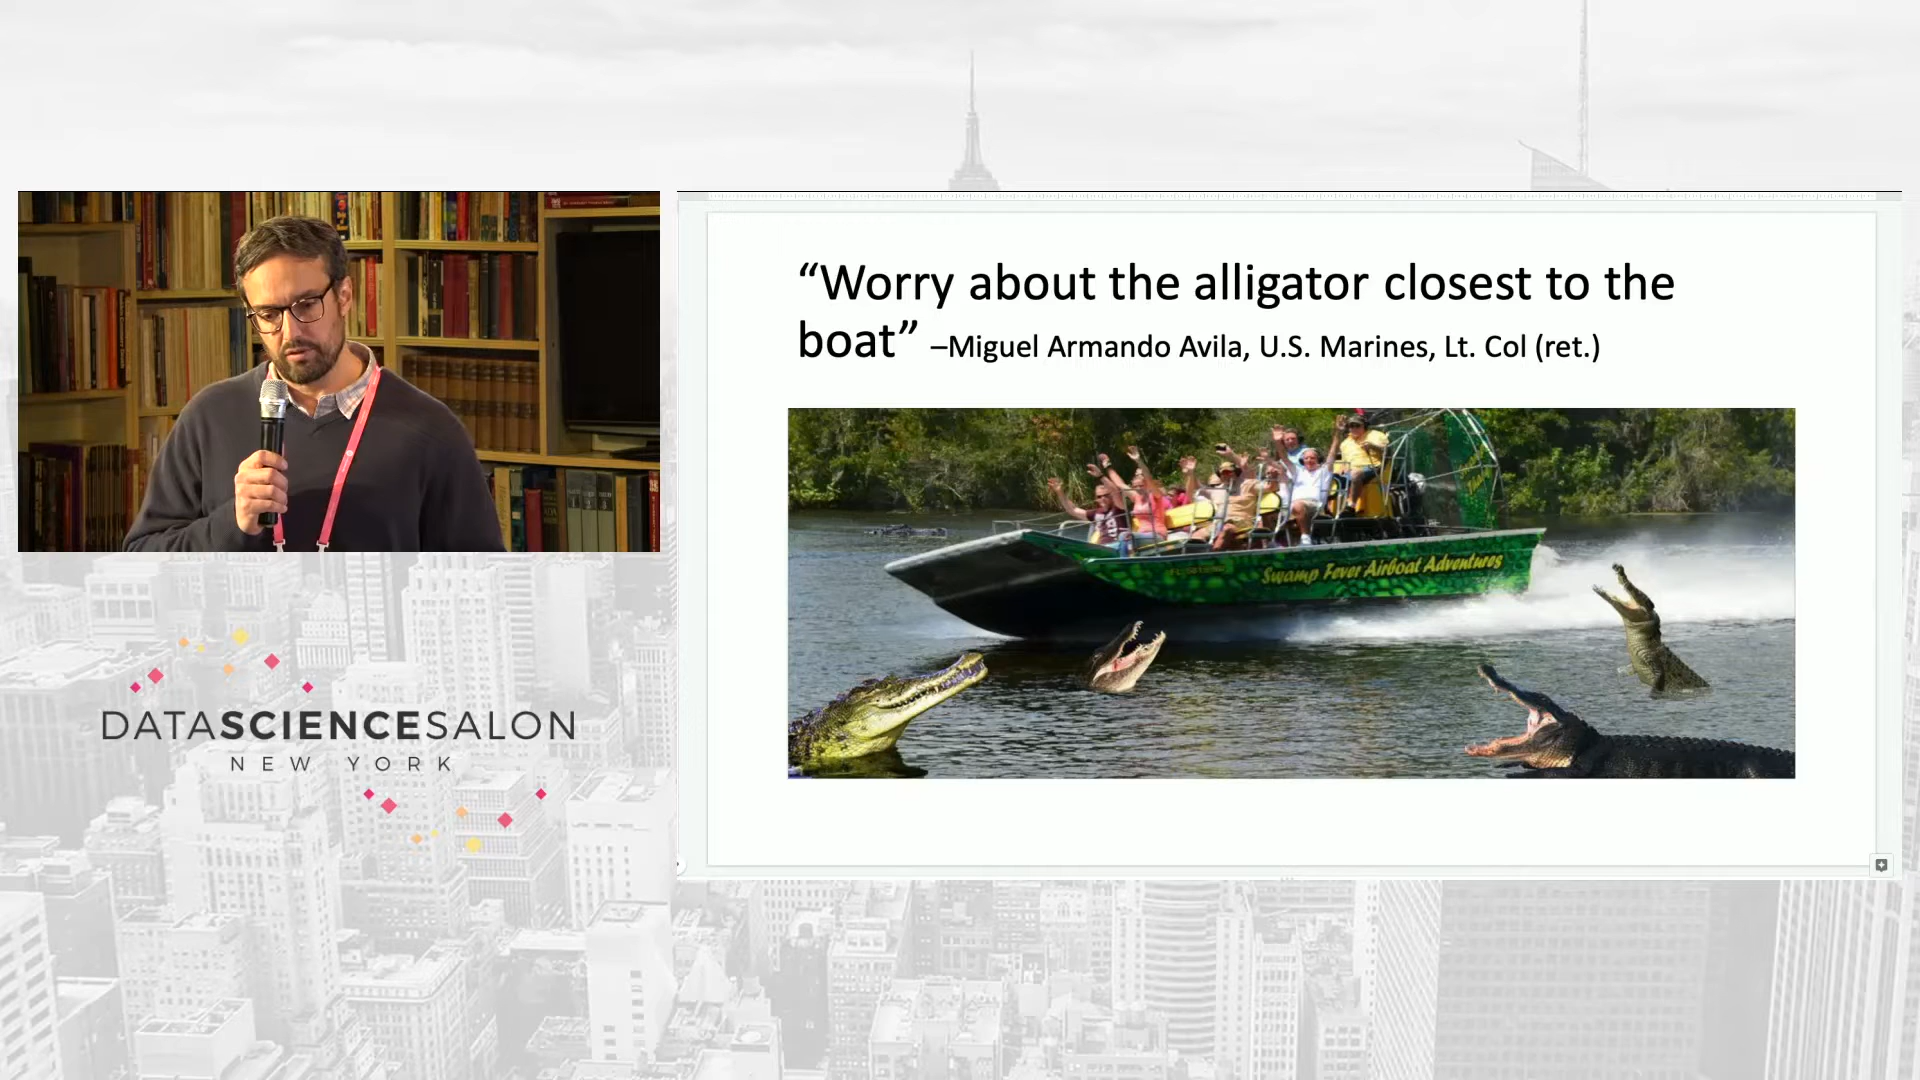 “Worry about the alligator closest to the
boat” –Miguel Armando Avila, U.S. Marines, Lt. Col (ret.)
Swamp Fever Airboat Adventures
DATASCIENCESALON
NEW YORK